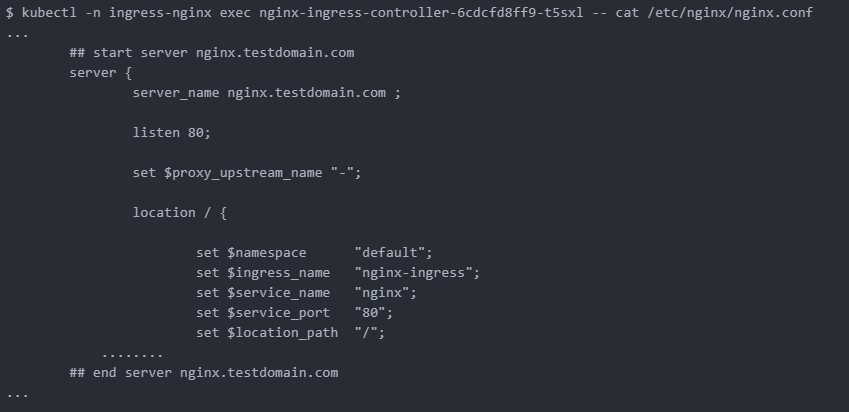 $ kubectl -n ingress-nginx exec nginx-ingress-controller-6cdcfd8ff9-t5sxl -- cat /etc/nginx/nginx.conf
...
        ## start server nginx.testdomain.com
        server {
                server_name nginx.testdomain.com ;

                listen 80;

                set $proxy_upstream_name "-";

                location / {

                        set $namespace      "default";
                        set $ingress_name   "nginx-ingress";
                        set $service_name   "nginx";
                        set $service_port   "80";
                        set $location_path  "/";
            ........
        ## end server nginx.testdomain.com
...